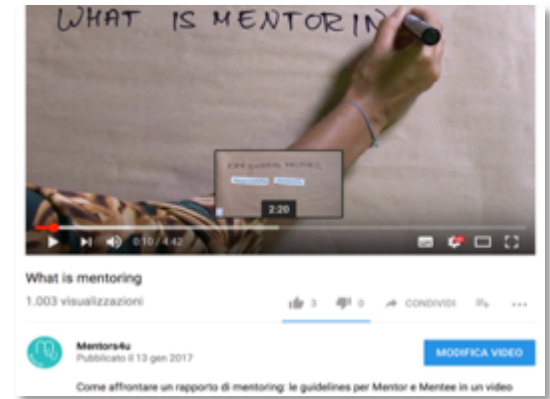 WHAT IS MENTORIN
2:20
0:10 / 4:42
What is mentoring
1.003 visualizzazioni
3
0
CONDIVIDI
Mentors4u
Pubblicato il 13 gen 2017
MODIFICA VIDEO
Come affrontare un rapporto di mentoring: le guidelines per Mentor e Mentee in un video